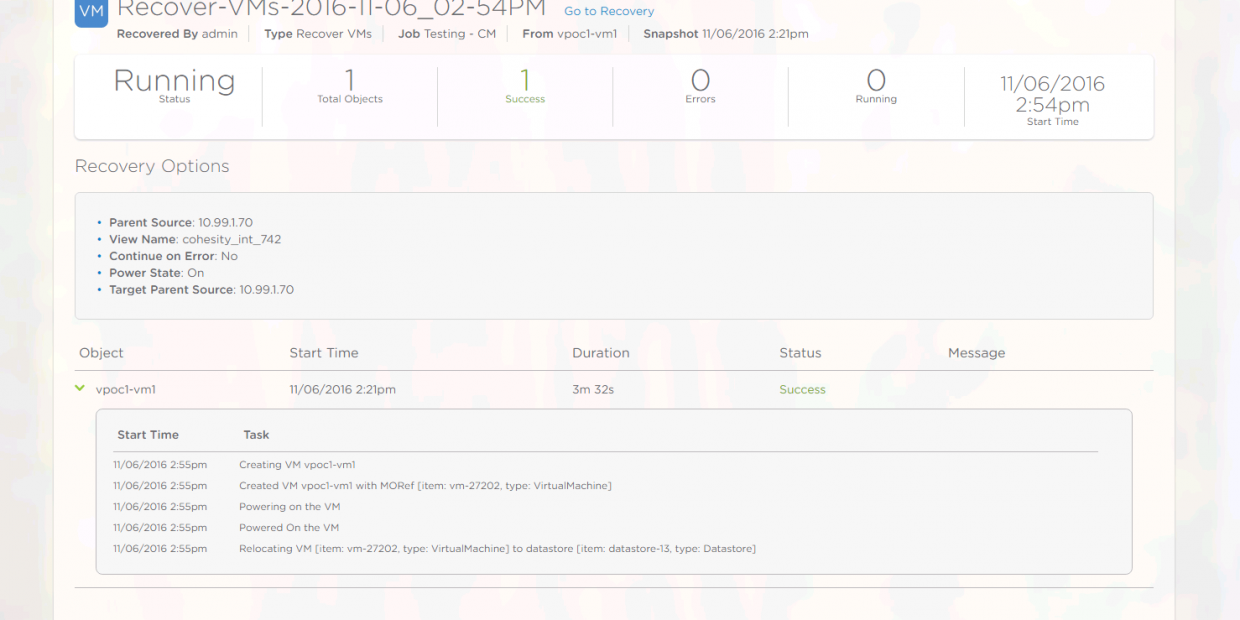 VM Recover-VMs-2016-11-06_02-54PM Go to Recovery
Recovered By admin Type Recover VMs Job Testing - CM From vpoc1-vm1 Snapshot 11/06/2016 2:21pm
Running 1 1 0 0 11/06/2016
2:54pm
Status Total Objects Success Errors Running Start Time
Recovery Options
• Parent Source: 10.99.1.70
• View Name: cohesity_int_742
• Continue on Error: No
• Power State: On
• Target Parent Source: 10.99.1.70
Object Start Time Duration Status Message
vpoc1-vm1 11/06/2016 2:21pm 3m 32s Success
Start Time Task
11/06/2016 2:55pm Creating VM vpoc1-vm1
11/06/2016 2:55pm Created VM vpoc1-vm1 with MORef [item: vm-27202, type: VirtualMachine]
11/06/2016 2:55pm Powering on the VM
11/06/2016 2:55pm Powered On the VM
11/06/2016 2:55pm Relocating VM [item: vm-27202, type: VirtualMachine] to datastore [item: datastore-13, type: Datastore]